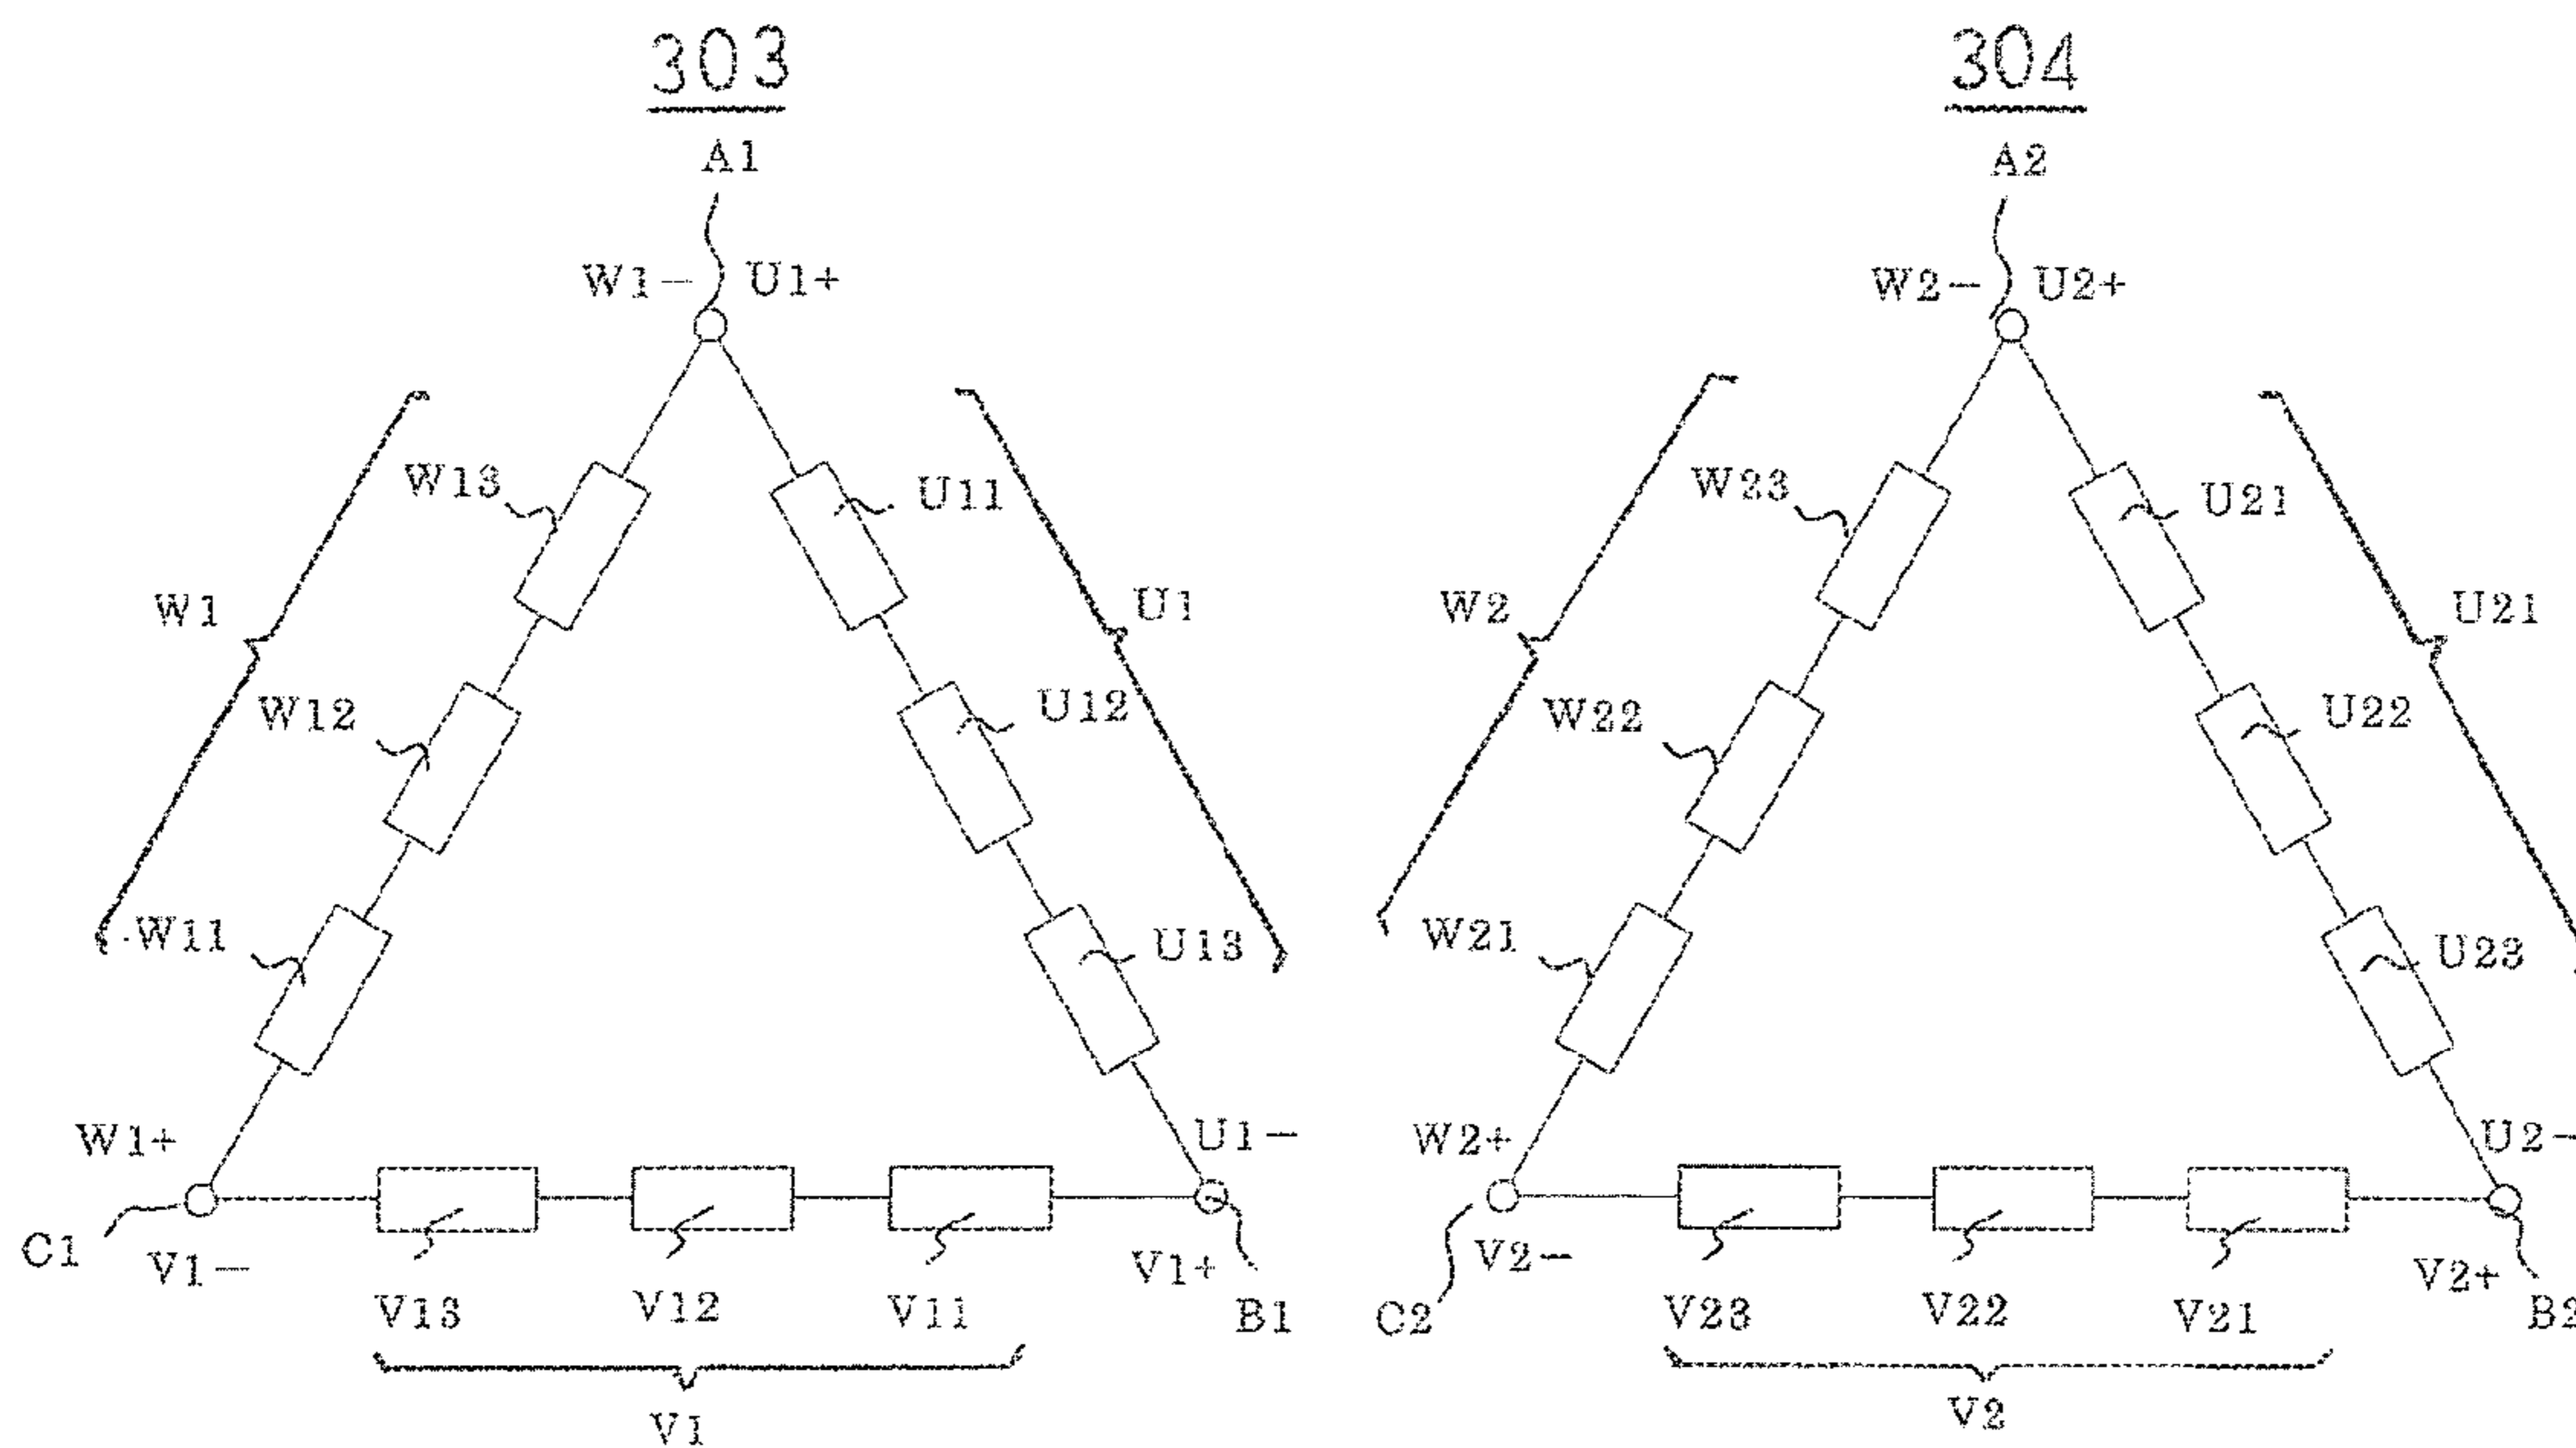 303
304
A1
A2
W1- U1+
W2- U2+
W13
U11
W23
U21
W1
U1
W2
U21
W12
U12
W22
U22
W11
U13
W21
U23
W1+
U1-
W2+
U2-
C1
V1-
V1+
B1
C2
V2-
V2+
B2
V13
V12
V11
V23
V22
V21
V1
V2